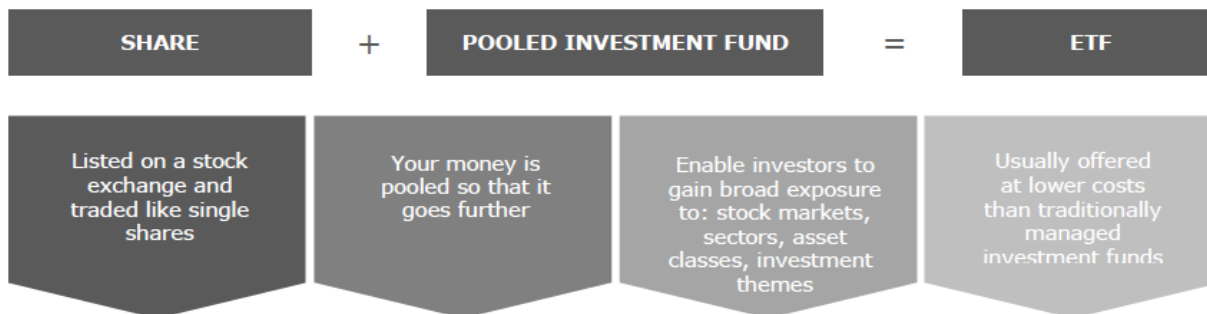 SHARE + POOLED INVESTMENT FUND = ETF
Listed on a stock
exchange and
traded like single
shares
Your money is
pooled so that it
goes further
Enable investors to
gain broad exposure
to: stock markets,
sectors, asset
classes, investment
themes
Usually offered
at lower costs
than traditionally
managed
investment funds